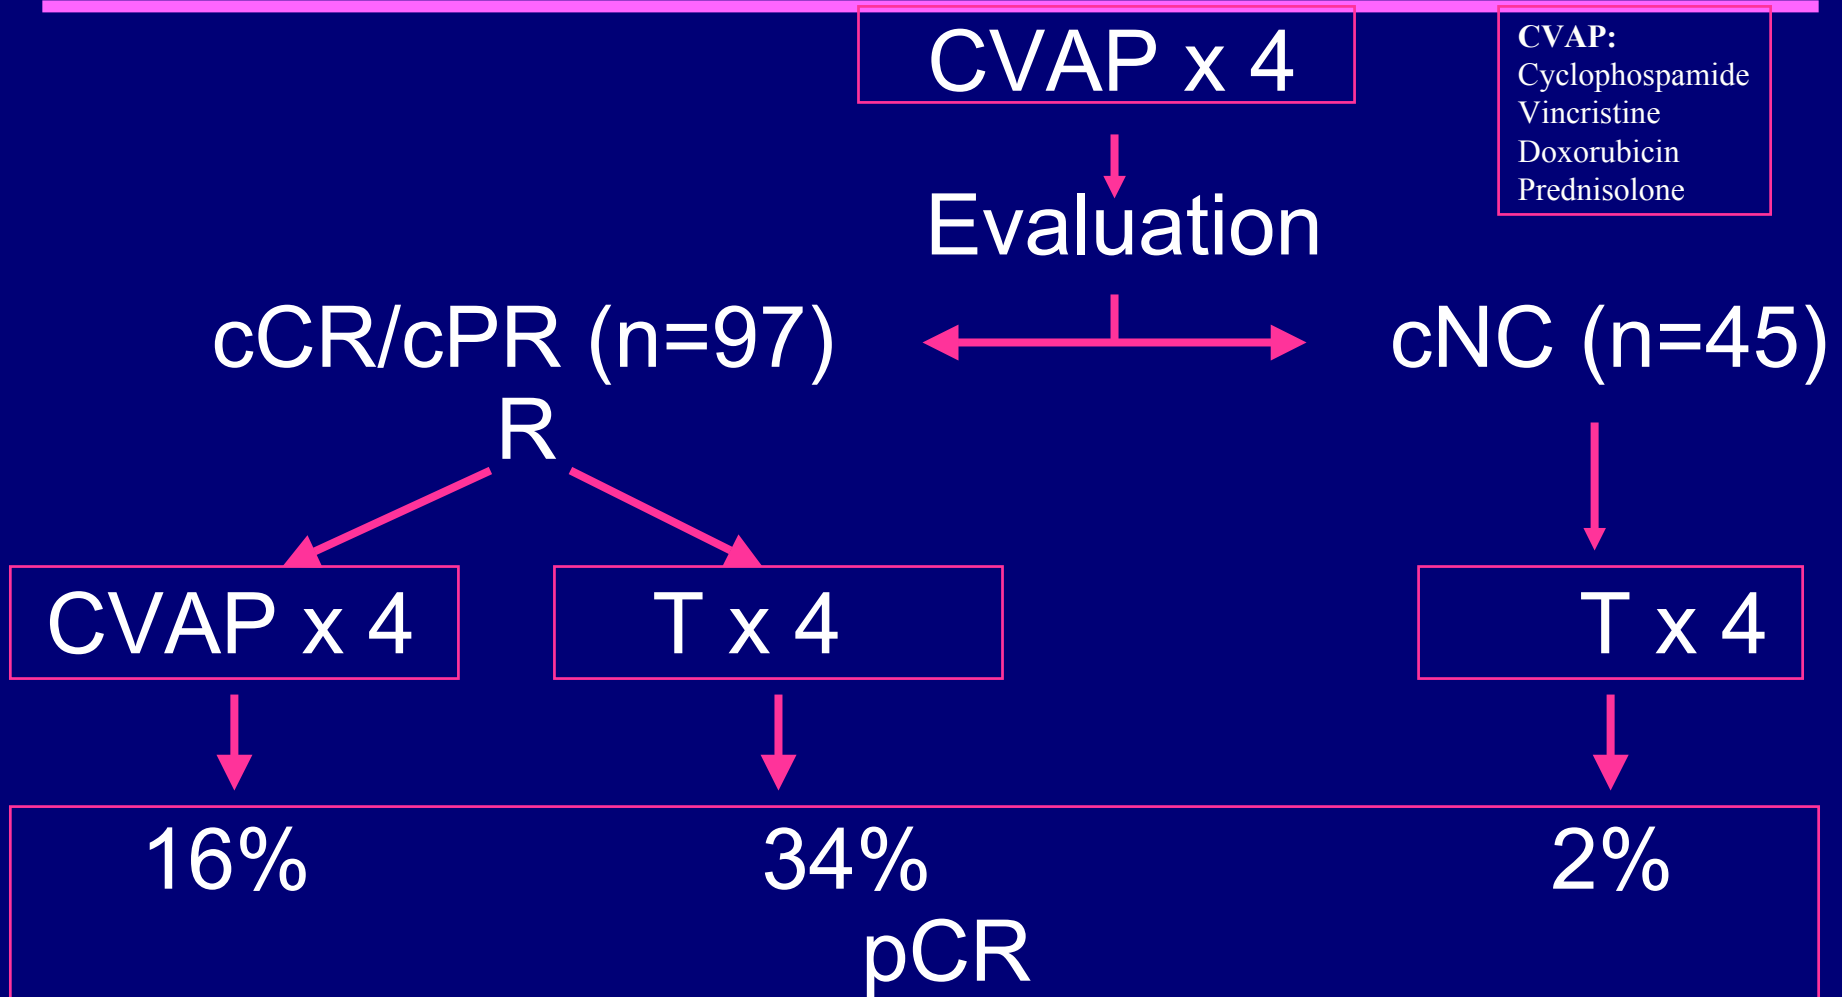 CVAP x 4
CVAP:
Cyclophospamide
Vincristine
Doxorubicin
Prednisolone
Evaluation
cCR/cPR (n=97)
cNC (n=45)
R
CVAP x 4
T x 4
T x 4
16%
34%
2%
pCR